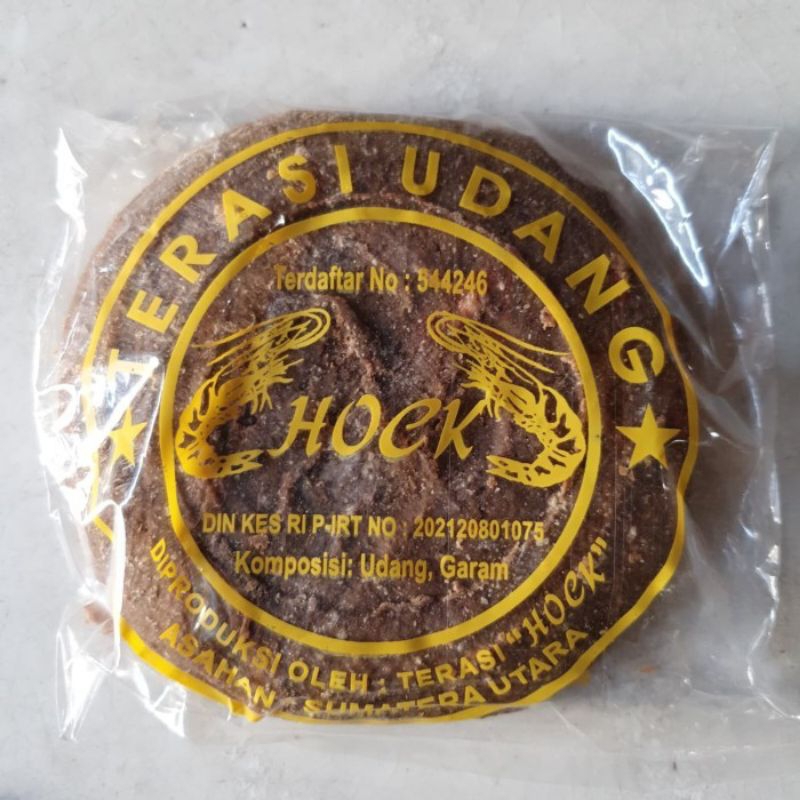 TERASI UDANG
Terdaftar No : 544246
HOCK
DIN KES RI P-IRT NO : 202120801075
Komposisi: Udang, Garam
DIPRODUKSI OLEH : TERASI "HOCK"
ASAHAN - SUMATERA UTARA